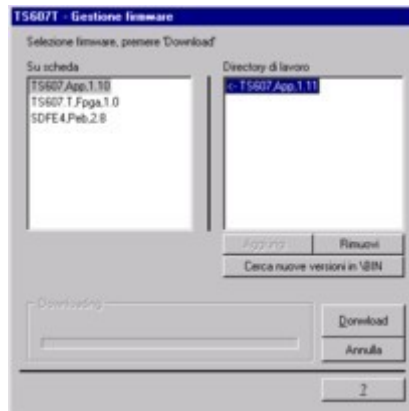 TS607T - Gestione firmware
Selezione firmware, premere 'Download'
Su scheda
TS607,App,1.10
TS607.T,Fpga,1.0
SDFE4,Peb,2.8
Directory di lavoro
<- TS607,App,1.11
Aggiungi
Rimuovi
Cerca nuove versioni in \BIN
Downloading
Donwload
Annulla
?